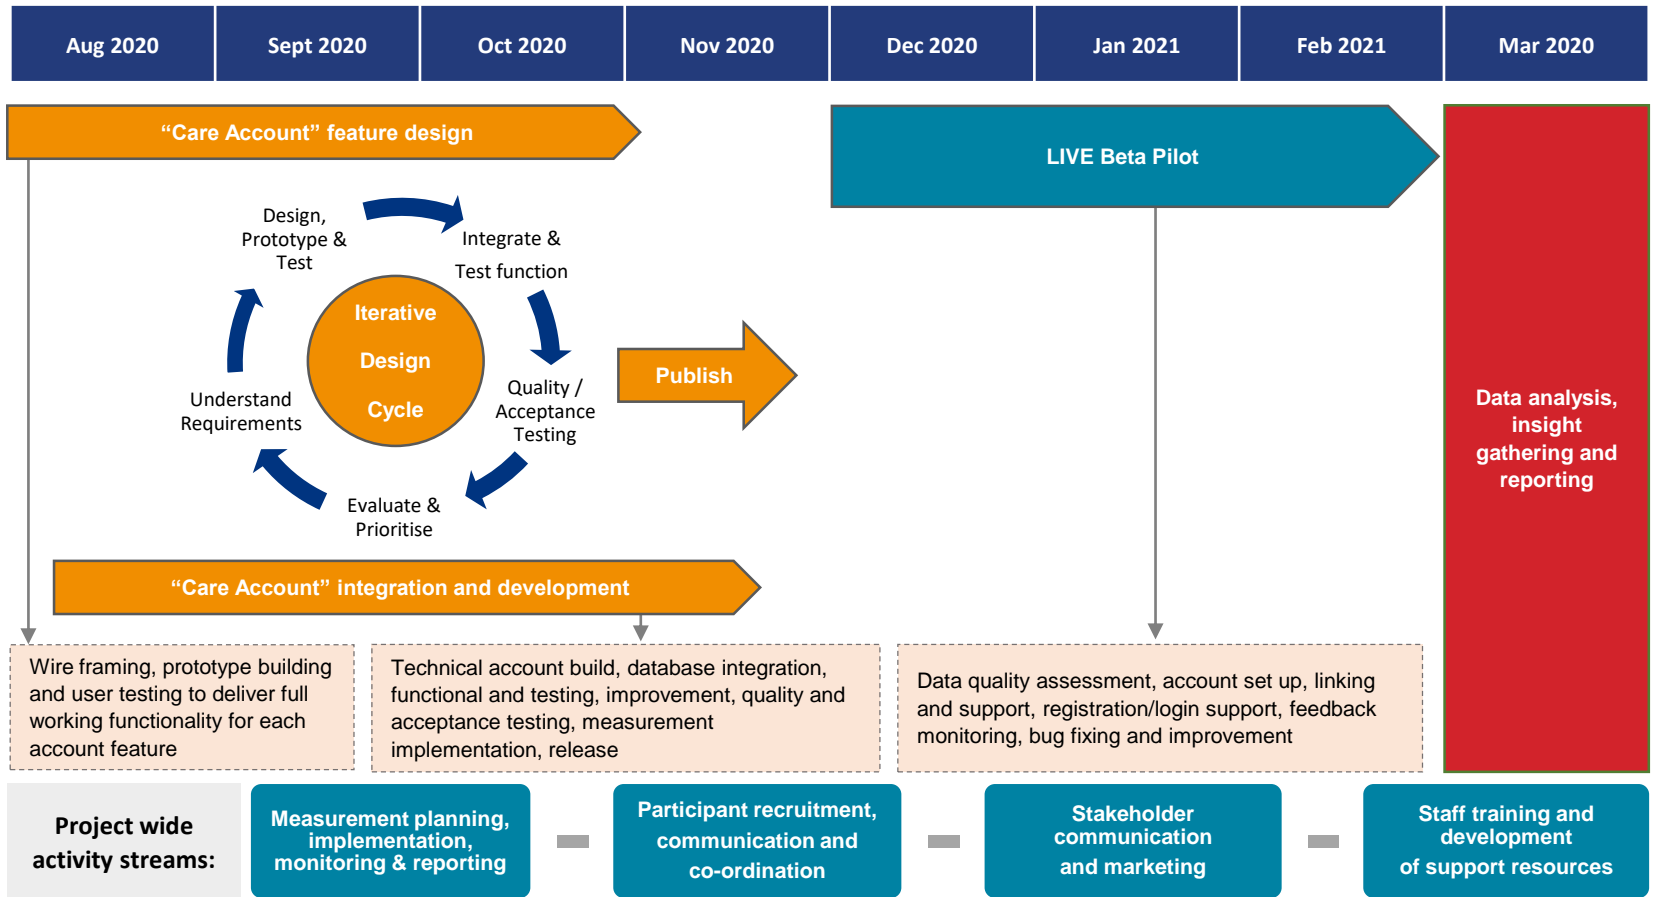 Aug 2020
Sept 2020
Oct 2020
Nov 2020
Dec 2020
Jan 2021
Feb 2021
Mar 2020
“Care Account” feature design
LIVE Beta Pilot
Design,
Prototype &
Test
Integrate &
Test function
Iterative
Design
Cycle
Quality /
Acceptance
Testing
Understand
Requirements
Evaluate &
Prioritise
Publish
Data analysis,
insight
gathering and
reporting
“Care Account” integration and development
Wire framing, prototype building
and user testing to deliver full
working functionality for each
account feature
Technical account build, database integration,
functional and testing, improvement, quality and
acceptance testing, measurement
implementation, release
Data quality assessment, account set up, linking
and support, registration/login support, feedback
monitoring, bug fixing and improvement
Project wide
activity streams:
Measurement planning,
implementation,
monitoring & reporting
Participant recruitment,
communication and
co-ordination
Stakeholder
communication
and marketing
Staff training and
development
of support resources